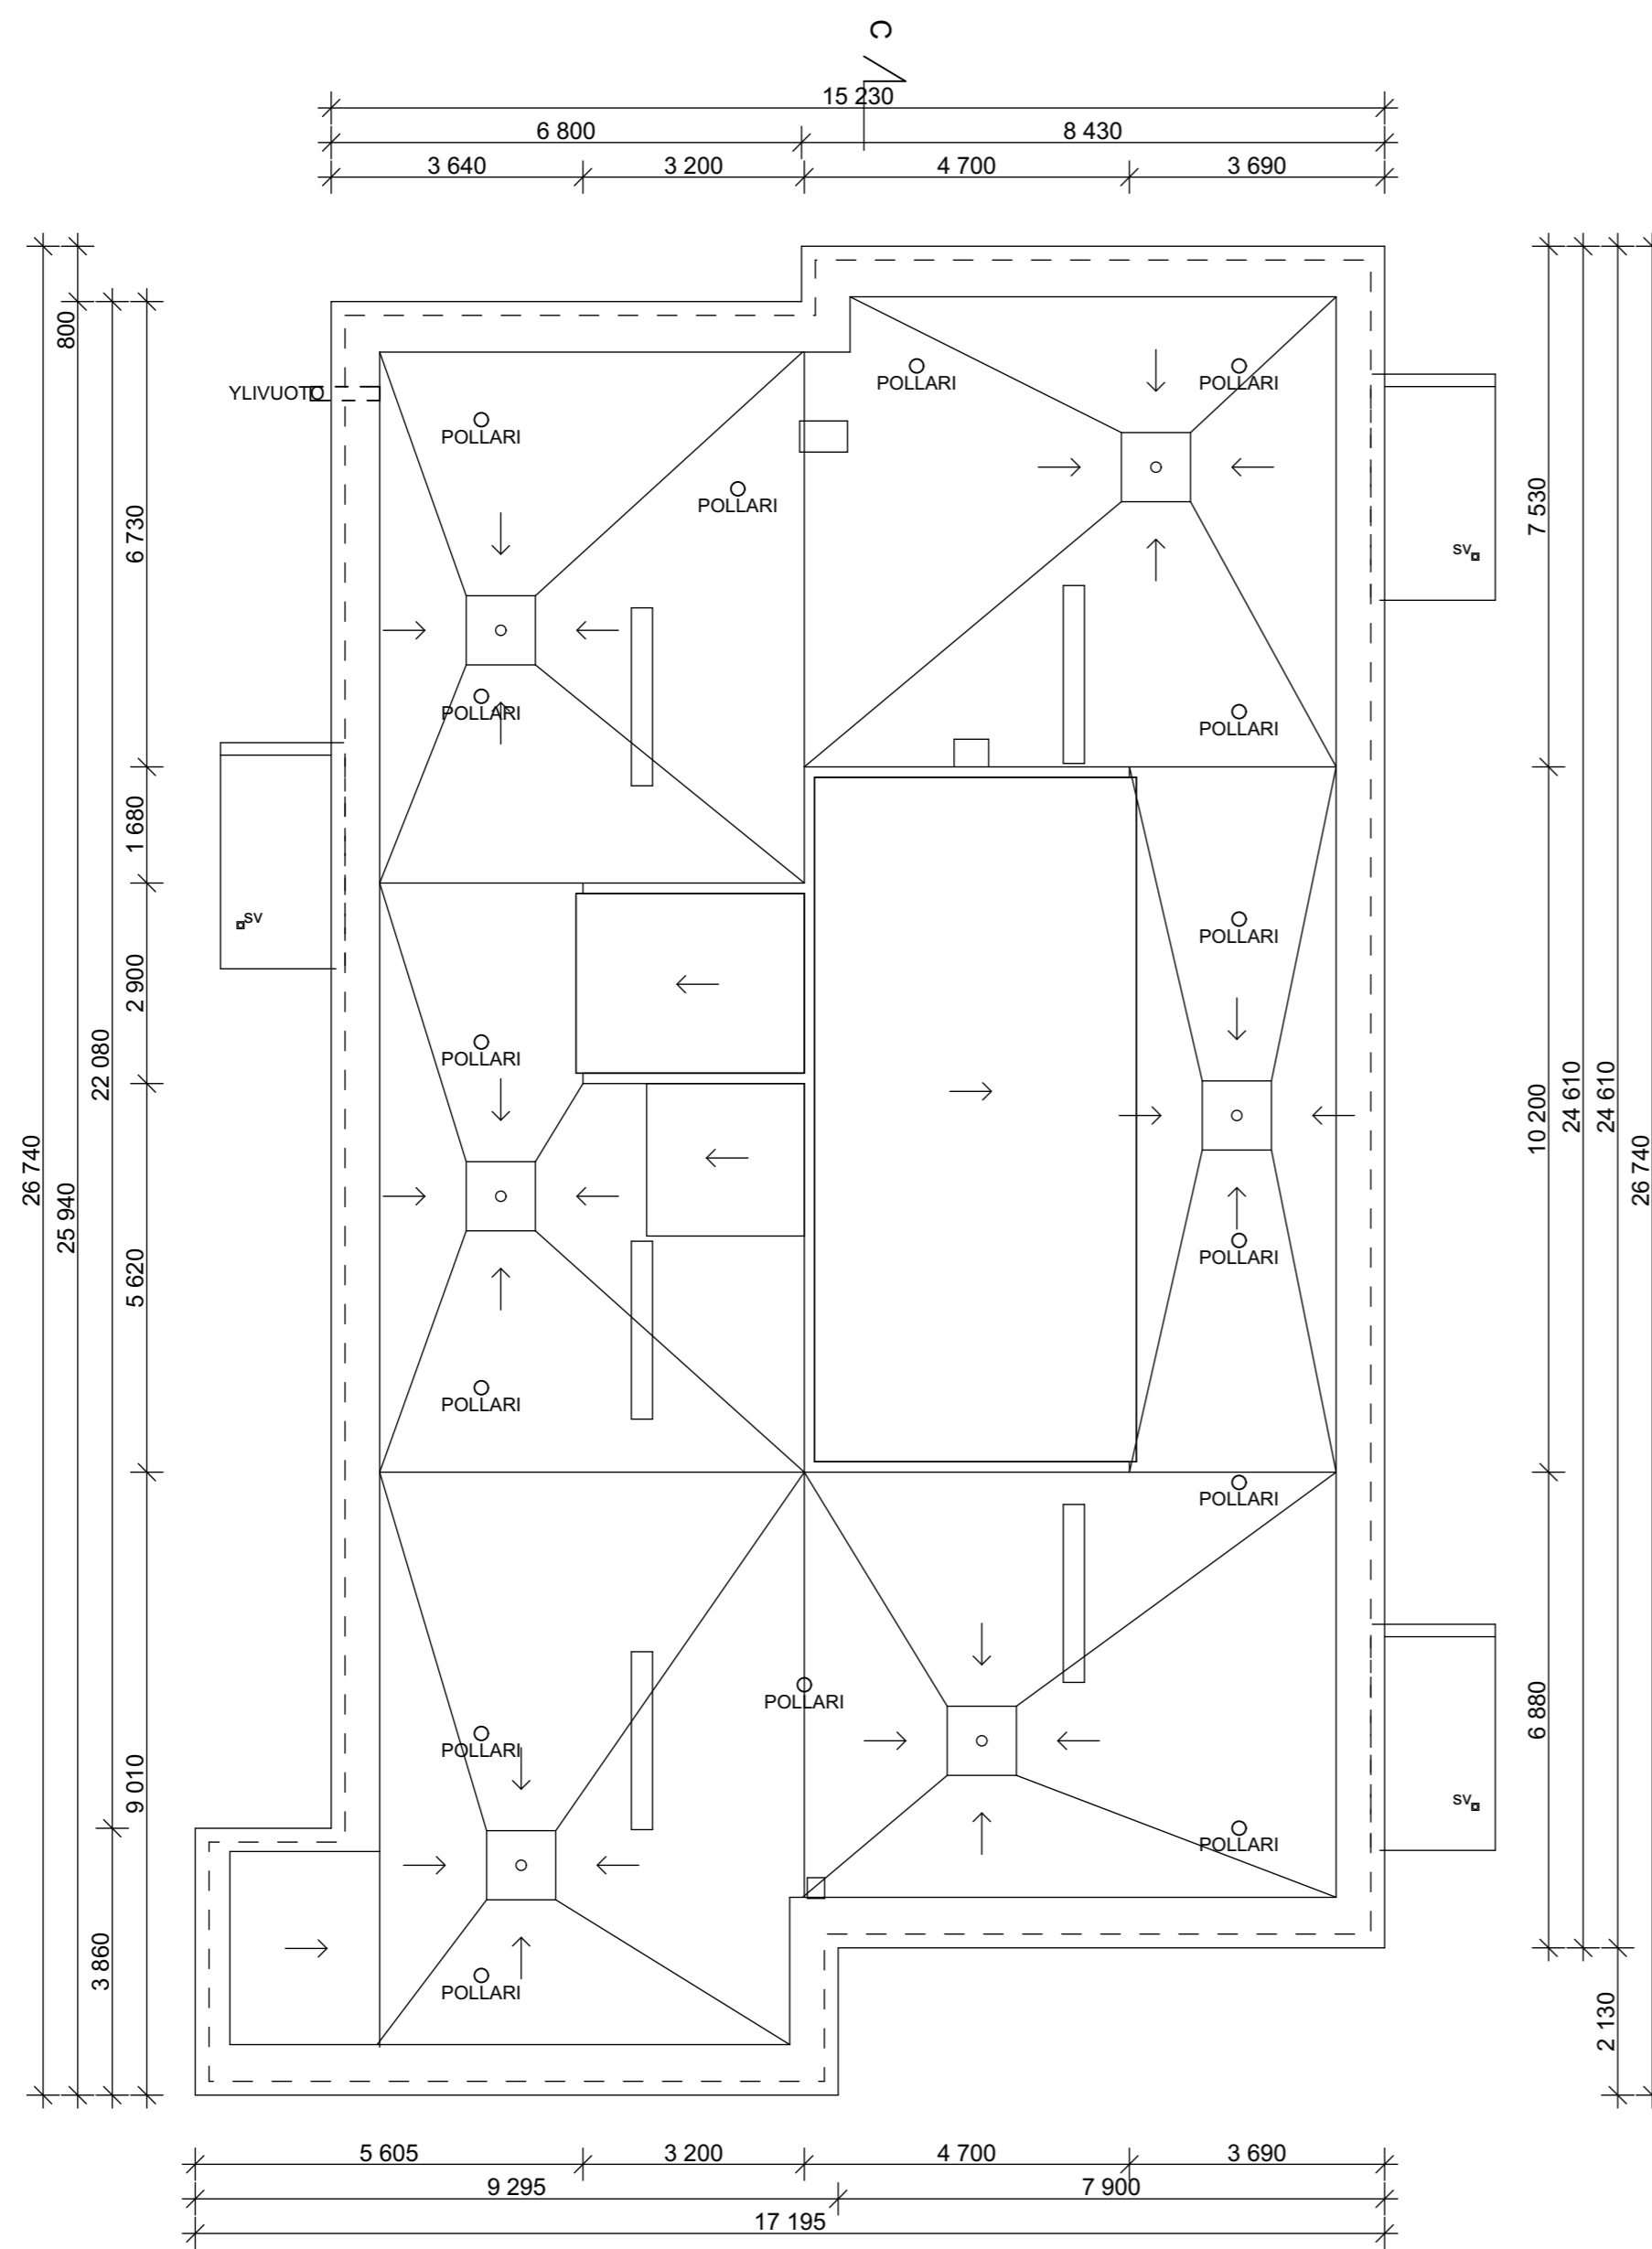 C
15 230
6 800
8 430
3 640
3 200
4 700
3 690
800
YLIVUOTO
POLLARI
POLLARI
POLLARI
POLLARI
6 730
7 530
POLLARI
sv
POLLARI
POLLARI
1 680
sv
POLLARI
2 900
22 080
POLLARI
26 740
25 940
10 200
24 610
24 610
26 740
5 620
POLLARI
POLLARI
POLLARI
POLLARI
6 880
9 010
POLLARI
sv
POLLARI
3 860
POLLARI
2 130
5 605
3 200
4 700
3 690
9 295
7 900
17 195